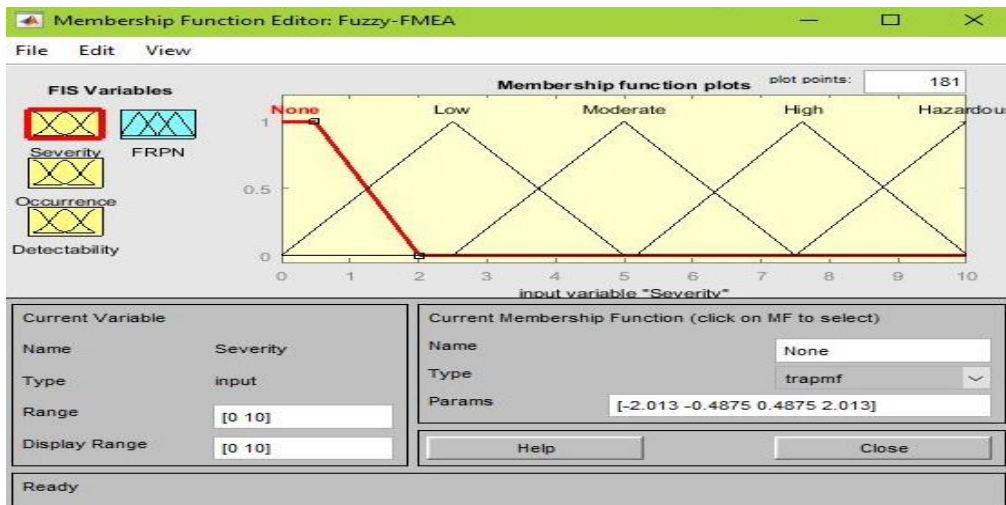 Membership Function Editor: Fuzzy-FMEA
File Edit View
FIS Variables
Severity
FRPN
Occurrence
Detectability
Membership function plots
plot points:
181
None Low Moderate High Hazardou
1
0.5
0
0 1 2 3 4 5 6 7 8 9 10
input variable "Severity"
Current Variable
Name Severity
Type input
Range [0 10]
Display Range [0 10]
Current Membership Function (click on MF to select)
Name None
Type trapmf
Params [-2.013 -0.4875 0.4875 2.013]
Help Close
Ready